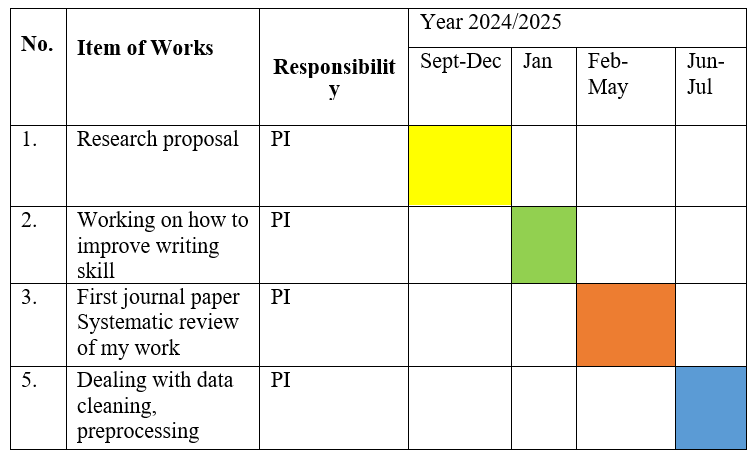 No.
Item of Works
Responsibilit
y
Year 2024/2025
Sept-Dec
Jan
Feb-
May
Jun-
Jul
1.
Research proposal
PI
2.
Working on how to
improve writing
skill
PI
3.
First journal paper
Systematic review
of my work
PI
5.
Dealing with data
cleaning,
preprocessing
PI